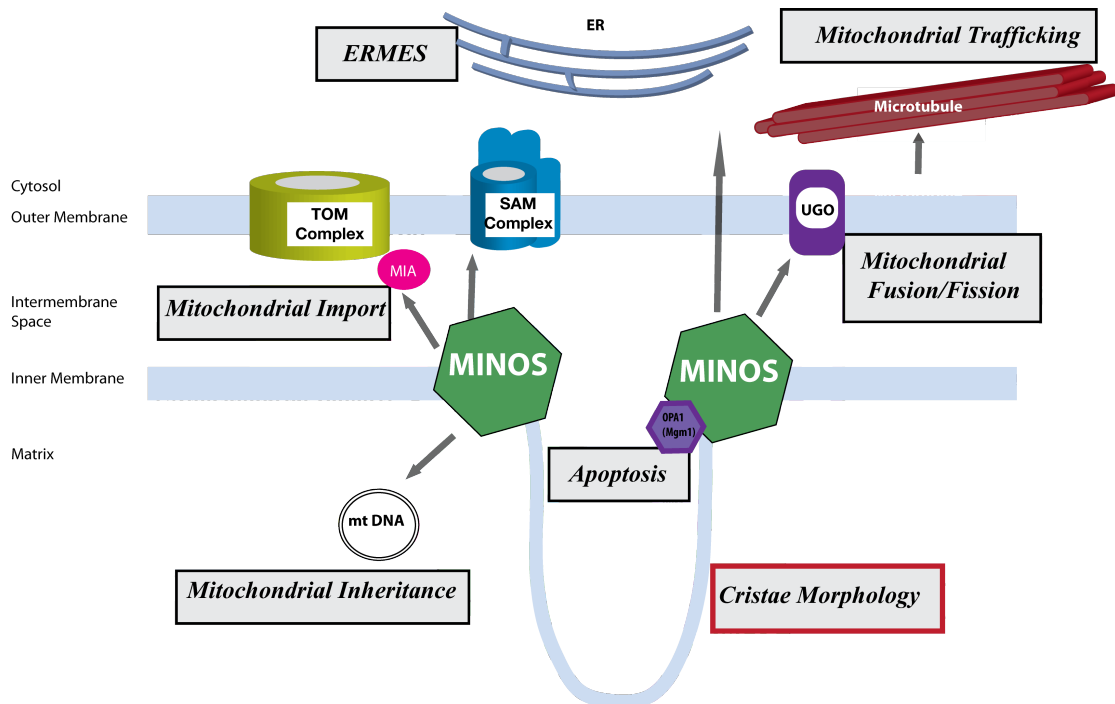 ER
ERMES
Mitochondrial Trafficking
Microtubule
Cytosol
Outer Membrane
TOM
Complex
SAM
Complex
UGO
MIA
Mitochondrial
Fusion/Fission
Intermembrane
Space
Mitochondrial Import
MINOS
MINOS
Inner Membrane
OPA1
(Mgm1)
Matrix
Apoptosis
mt DNA
Mitochondrial Inheritance
Cristae Morphology